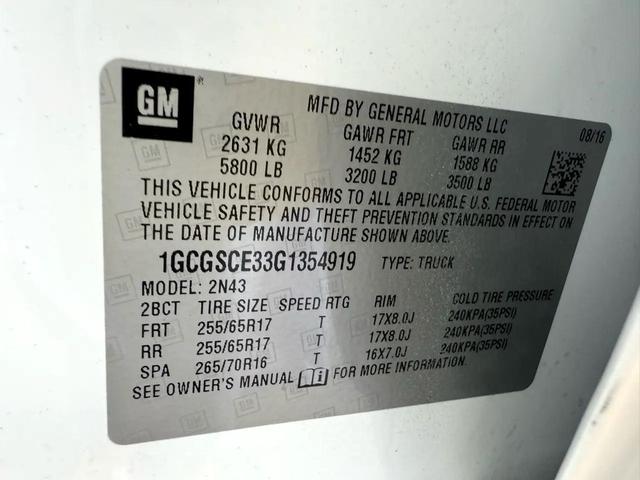 GM
MFD BY GENERAL MOTORS LLC 08/16
GVWR GAWR FRT GAWR RR
2631 KG 1452 KG 1588 KG
5800 LB 3200 LB 3500 LB
THIS VEHICLE CONFORMS TO ALL APPLICABLE U.S. FEDERAL MOTOR
VEHICLE SAFETY AND THEFT PREVENTION STANDARDS IN EFFECT ON
THE DATE OF MANUFACTURE SHOWN ABOVE.
1GCGSCE33G1354919 TYPE: TRUCK
MODEL: 2N43
2BCT TIRE SIZE SPEED RTG RIM COLD TIRE PRESSURE
FRT 255/65R17 T 17X8.0J 240KPA(35PSI)
RR 255/65R17 T 17X8.0J 240KPA(35PSI)
SPA 265/70R16 T 16X7.0J 240KPA(35PSI)
SEE OWNER'S MANUAL FOR MORE INFORMATION.